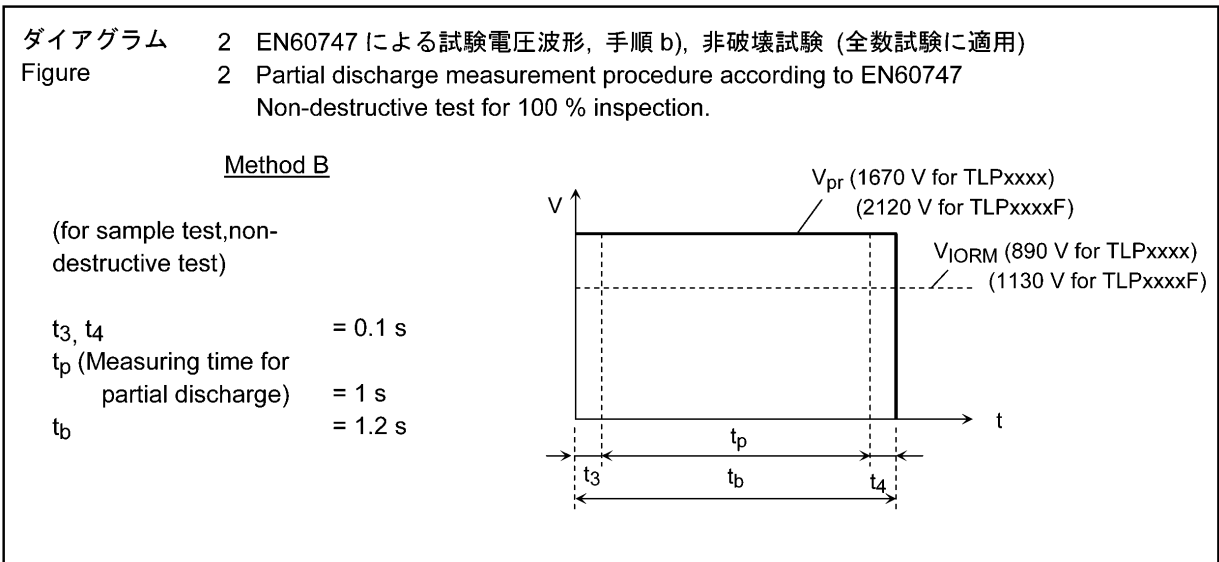 ダイアグラム 2 EN60747 による試験電圧波形, 手順 b), 非破壊試験 (全数試験に適用)
Figure 2 Partial discharge measurement procedure according to EN60747
Non-destructive test for 100 % inspection.
Method B
(for sample test,non-
destructive test)
t3, t4 = 0.1 s
tp (Measuring time for
partial discharge) = 1 s
tb = 1.2 s
V
Vpr (1670 V for TLPxxxx)
(2120 V for TLPxxxxF)
VIORM (890 V for TLPxxxx)
(1130 V for TLPxxxxF)
t
tp
t3 tb t4